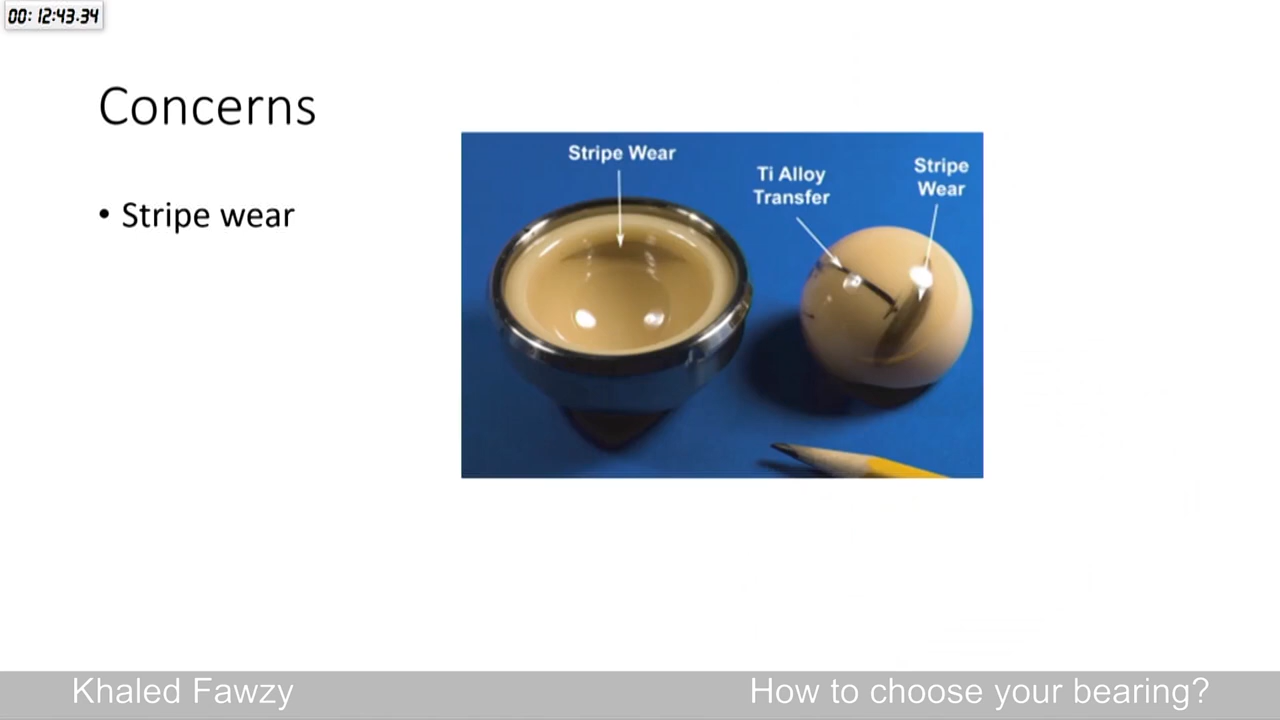 00: 12:43.34
Concerns
• Stripe wear
Stripe Wear
Ti Alloy
Transfer
Stripe
Wear
Khaled Fawzy
How to choose your bearing?